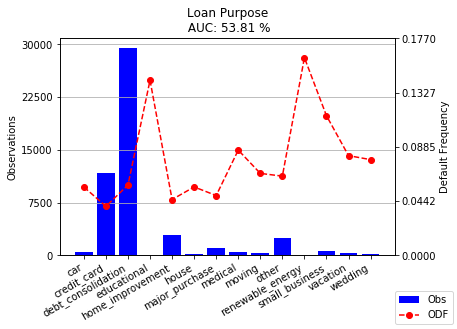 Loan Purpose
AUC: 53.81 %
30000
22500
15000
7500
0
Observations
0.1770
0.1327
0.0885
0.0442
0.0000
Default Frequency
car
credit_card
debt_consolidation
educational
home_improvement
house
major_purchase
medical
moving
other
renewable_energy
small_business
vacation
wedding
Obs
ODF